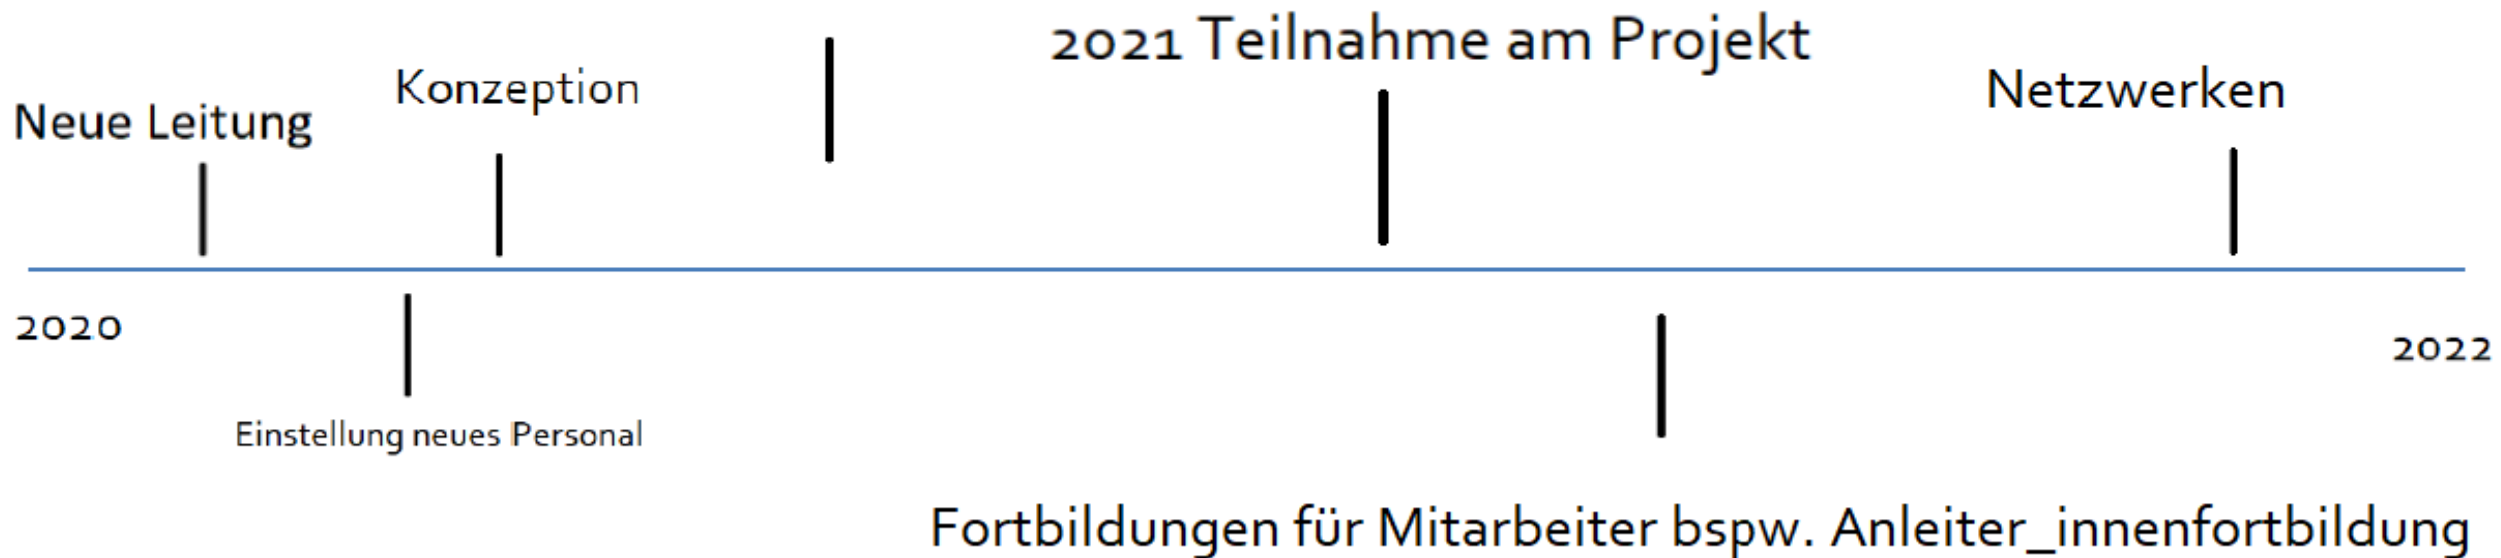 2021 Teilnahme am Projekt
Konzeption
Netzwerken
Neue Leitung
2020
2022
Einstellung neues Personal
Fortbildungen für Mitarbeiter bspw. Anleiter_innenfortbildung